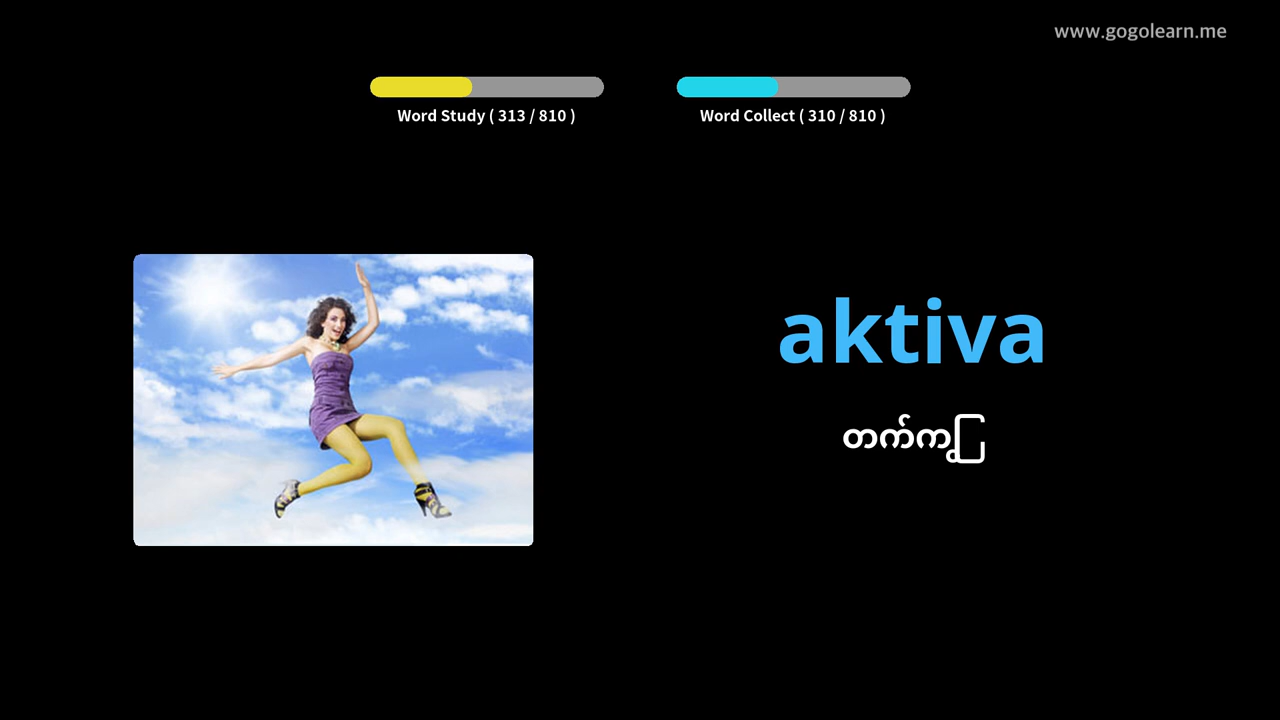 www.gogolearn.me
Word Study ( 313 / 810 )
Word Collect ( 310 / 810 )
aktiva
တက်ကွြ